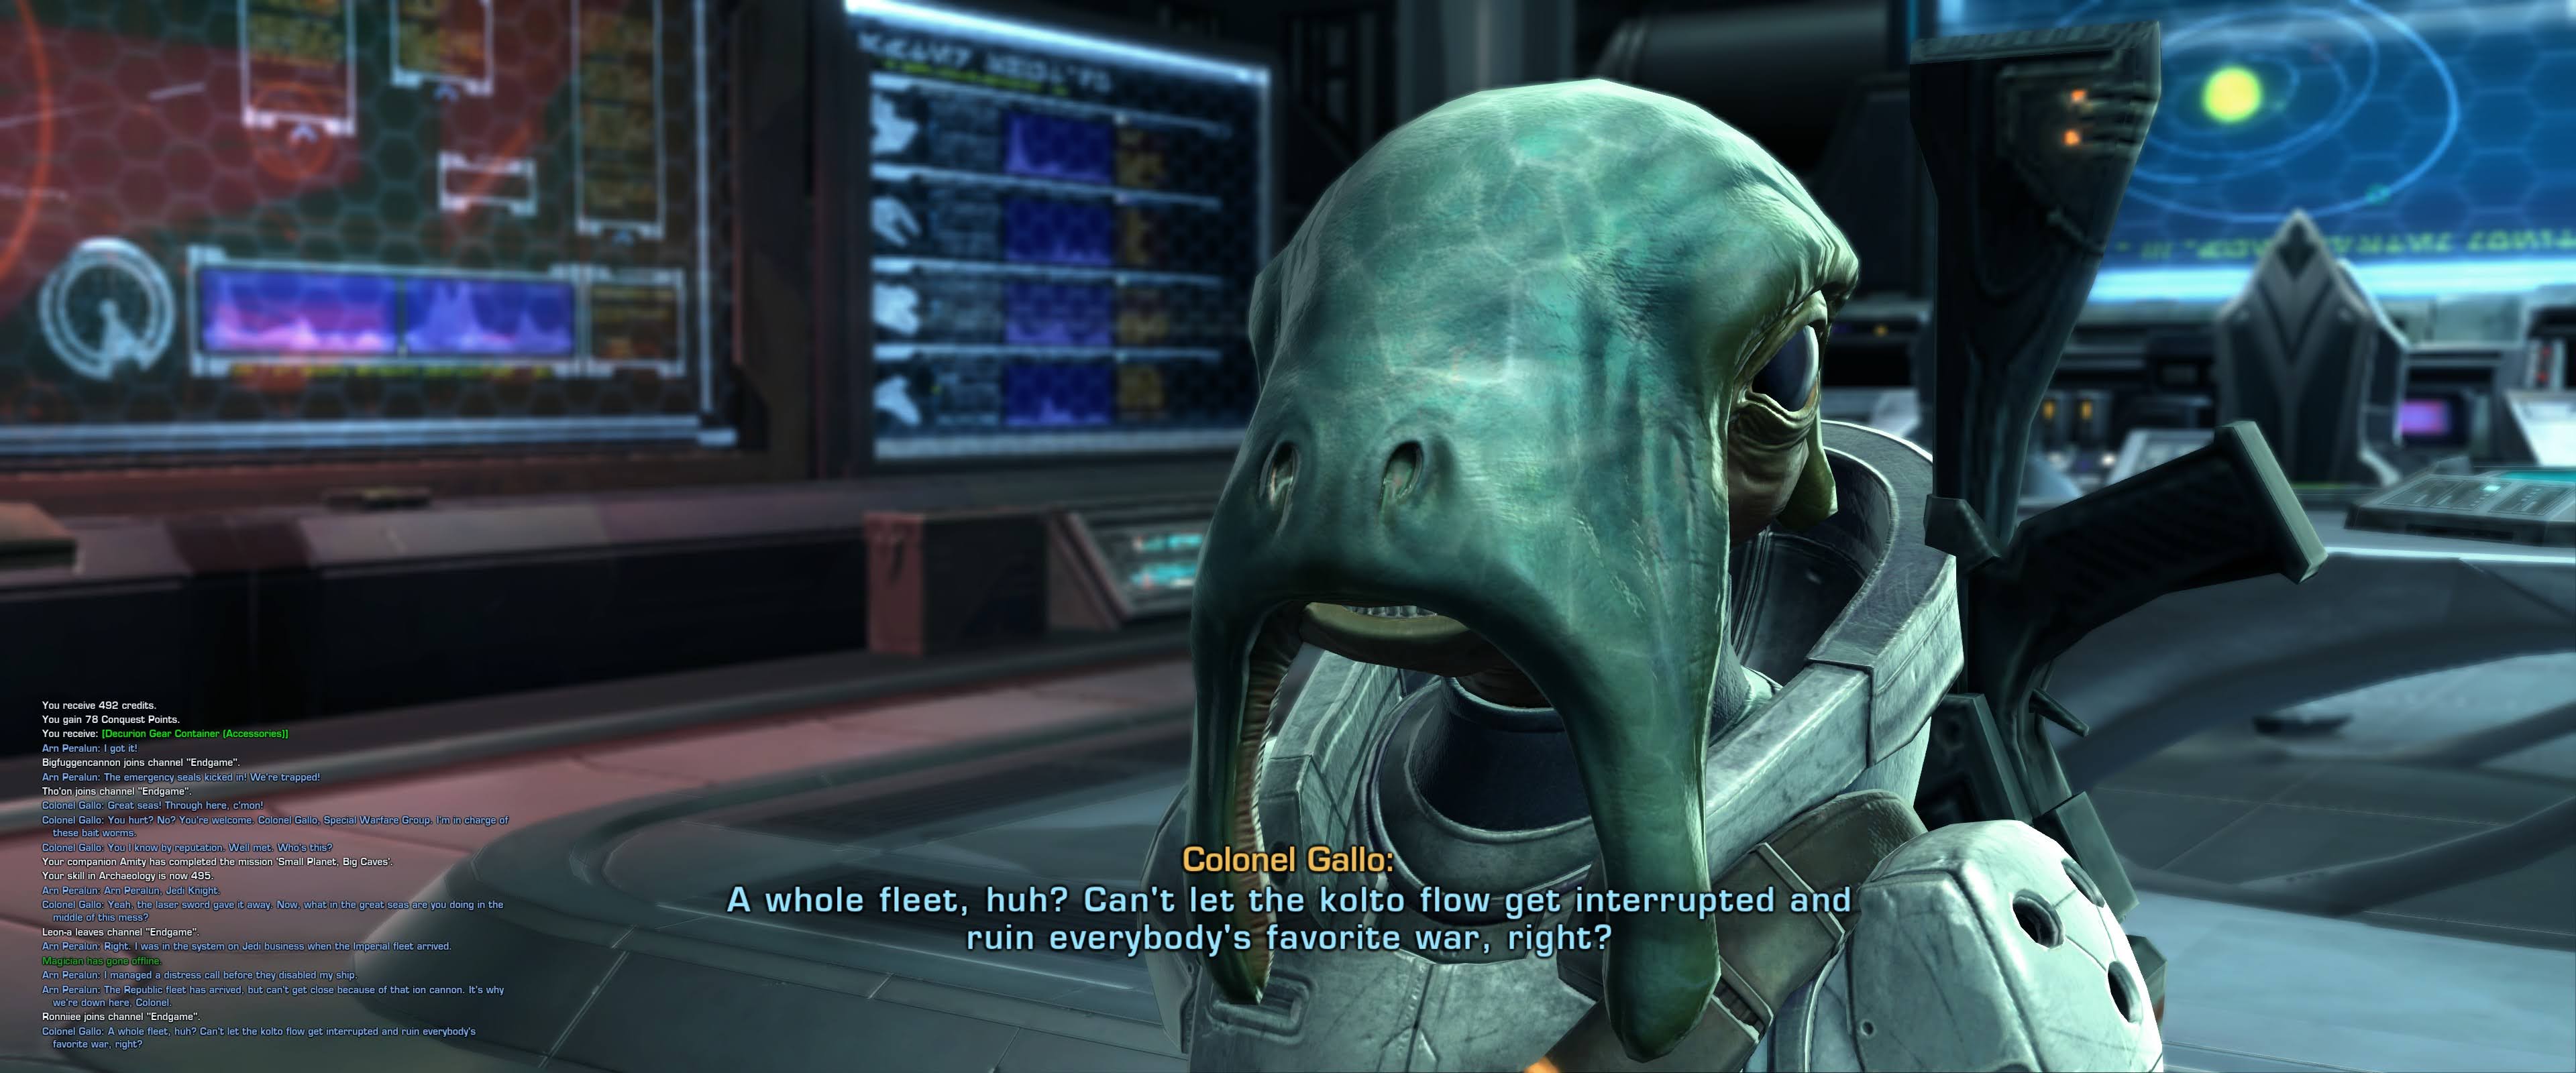 You receive 492 credits.
You gain 78 Conquest Points.
You receive: [Decurion Gear Container (Accessories)]
Arn Peralun: I got it!
Bigfuggencannon joins channel "Endgame".
Arn Peralun: The emergency seals kicked in! We're trapped!
Tho'on joins channel "Endgame".
Colonel Gallo: Great seas! Through here, c'mon!
Colonel Gallo: You hurt? No? You're welcome. Colonel Gallo, Special Warfare Group. I'm in charge of
these bait worms.
Colonel Gallo: You I know by reputation. Well met. Who's this?
Your companion Amity has completed the mission 'Small Planet, Big Caves'.
Your skill in Archaeology is now 495.
Arn Peralun: Arn Peralun, Jedi Knight.
Colonel Gallo: Yeah, the laser sword gave it away. Now, what in the great seas are you doing in the
middle of this mess?
Leon-a leaves channel "Endgame".
Arn Peralun: Right. I was in the system on Jedi business when the Imperial fleet arrived.
Magician has gone offline.
Arn Peralun: I managed a distress call before they disabled my ship.
Arn Peralun: The Republic fleet has arrived, but can't get close because of that ion cannon. It's why
we're down here, Colonel.
Ronniiee joins channel "Endgame".
Colonel Gallo: A whole fleet, huh? Can't let the kolto flow get interrupted and ruin everybody's
favorite war, right?
Colonel Gallo:
A whole fleet, huh? Can't let the kolto flow get interrupted and
ruin everybody's favorite war, right?